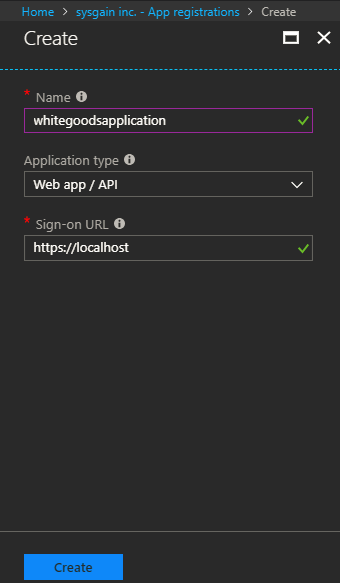 Home > sysgain inc. - App registrations > Create
Create
* Name
whitegoodsapplication
Application type
Web app / API
* Sign-on URL
https://localhost
Create